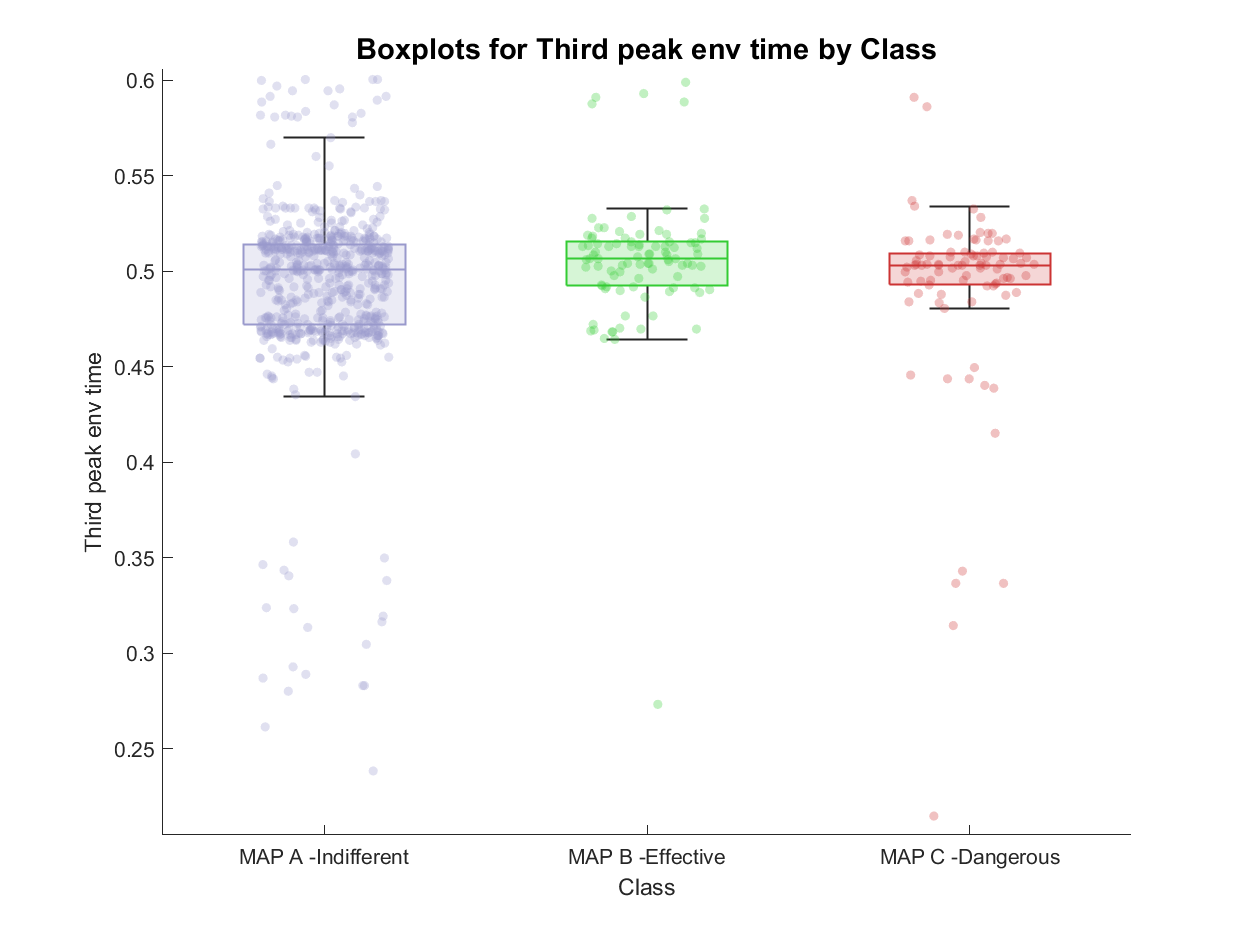 Boxplots for Third peak env time by Class
0.6
0.55
0.5
0.45
0.4
0.35
0.3
0.25
Third peak env time
MAP A -Indifferent
MAP B -Effective
MAP C -Dangerous
Class